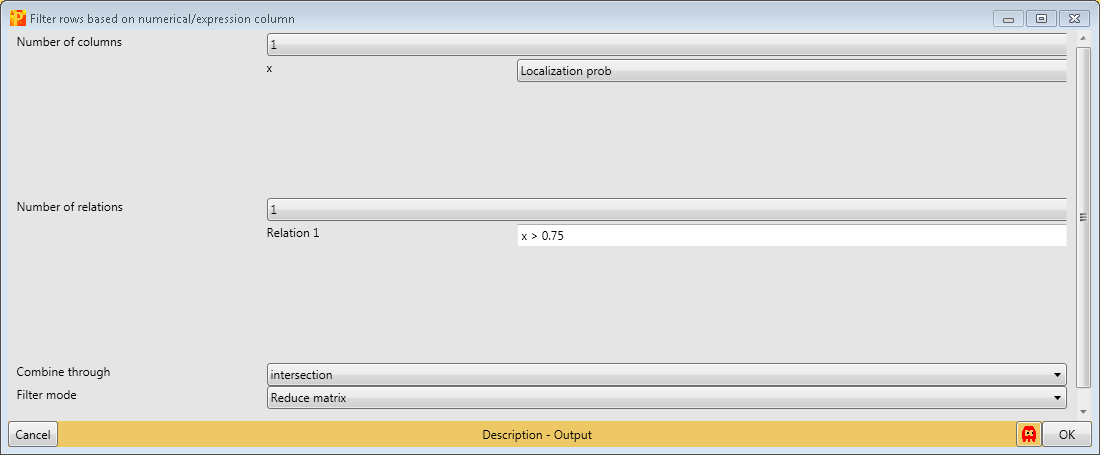 Filter rows based on numerical/expression column
Number of columns
1
x
Localization prob
Number of relations
1
Relation 1
x > 0.75
Combine through
intersection
Filter mode
Reduce matrix
Cancel
Description - Output
OK